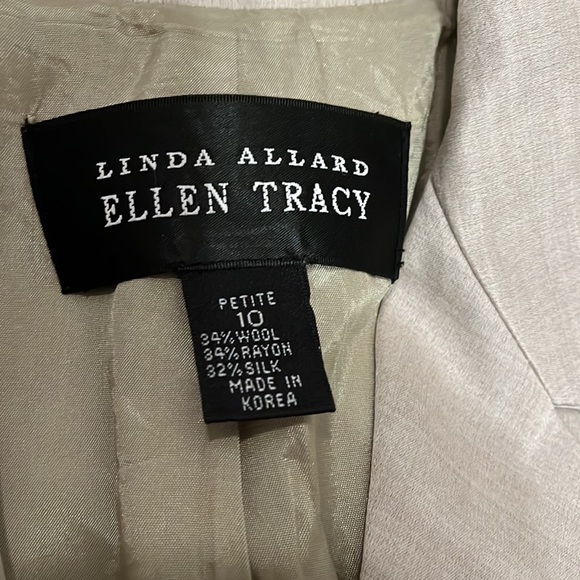 LINDA ALLARD
ELLEN TRACY
PETITE
10
34% WOOL
34% RAYON
32% SILK
MADE IN
KOREA